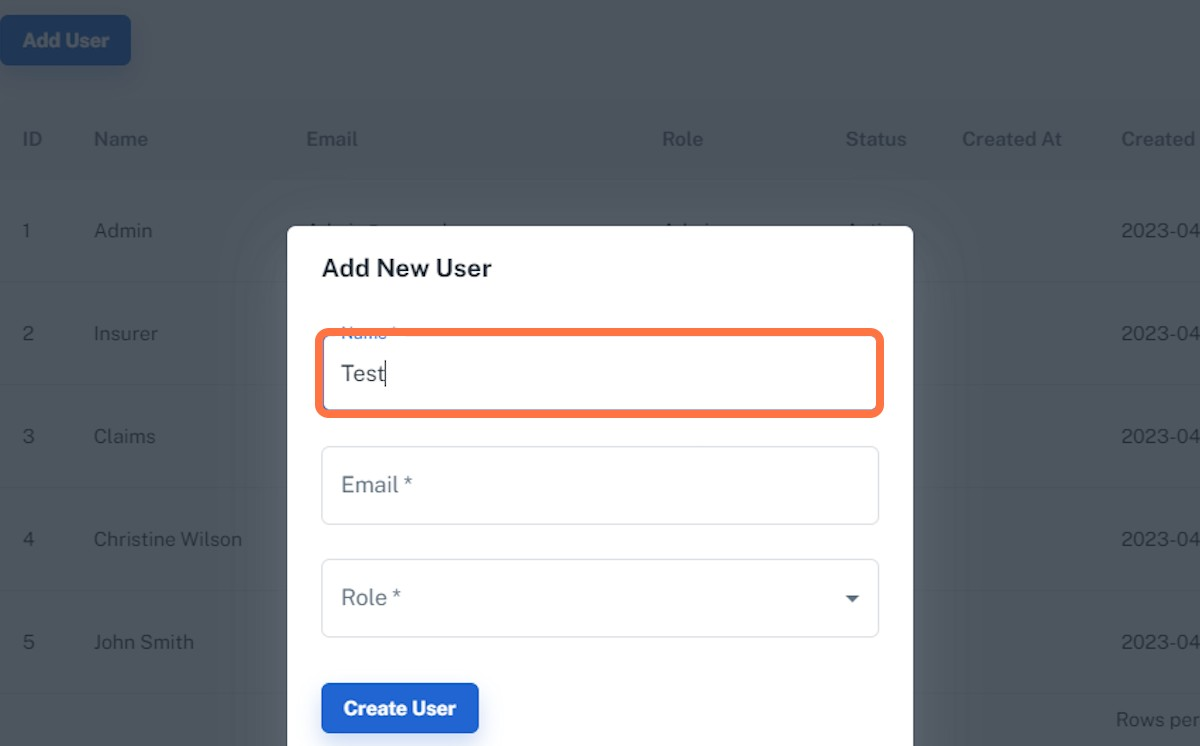 Add User
ID Name Email Role Status Created At Created
1 Admin 2023-04
Add New User
2 Insurer 2023-04
Name *
Test
3 Claims 2023-04
Email *
4 Christine Wilson 2023-04
Role *
5 John Smith 2023-04
Create User
Rows per